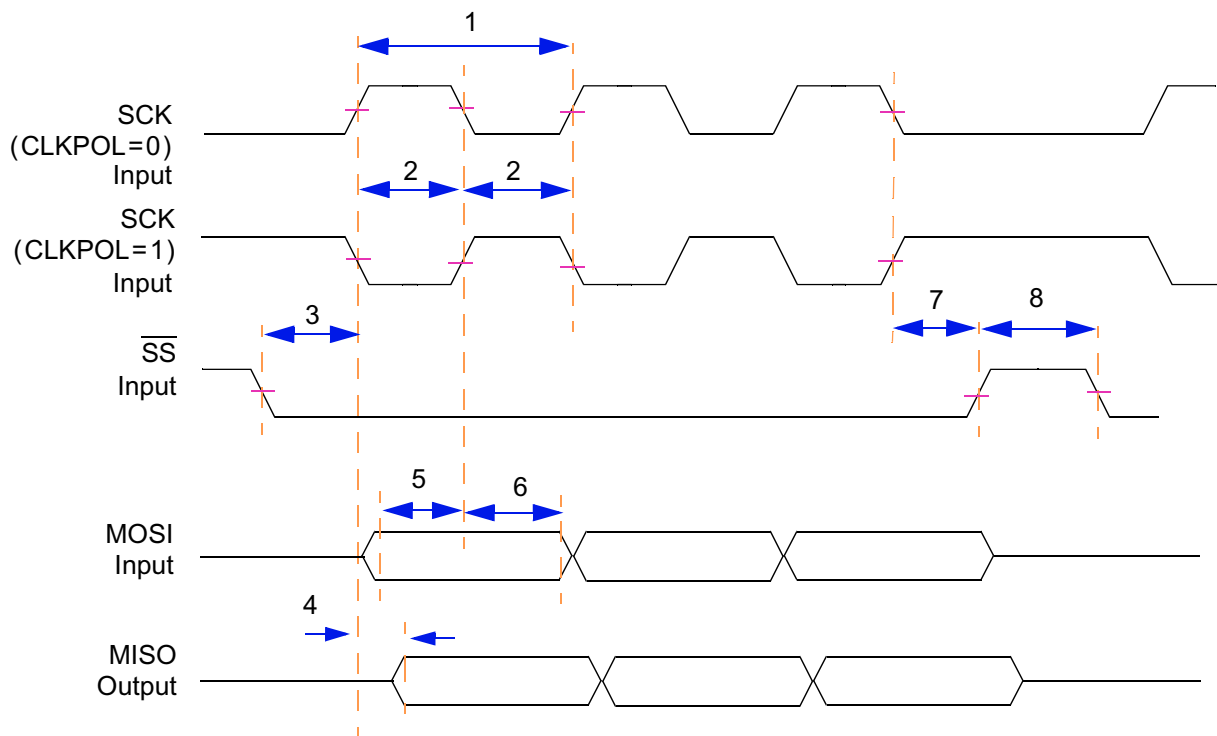 1
SCK
(CLKPOL=0)
Input
2
2
SCK
(CLKPOL=1)
Input
3
7
8
S̅S̅
Input
5
6
MOSI
Input
4
MISO
Output